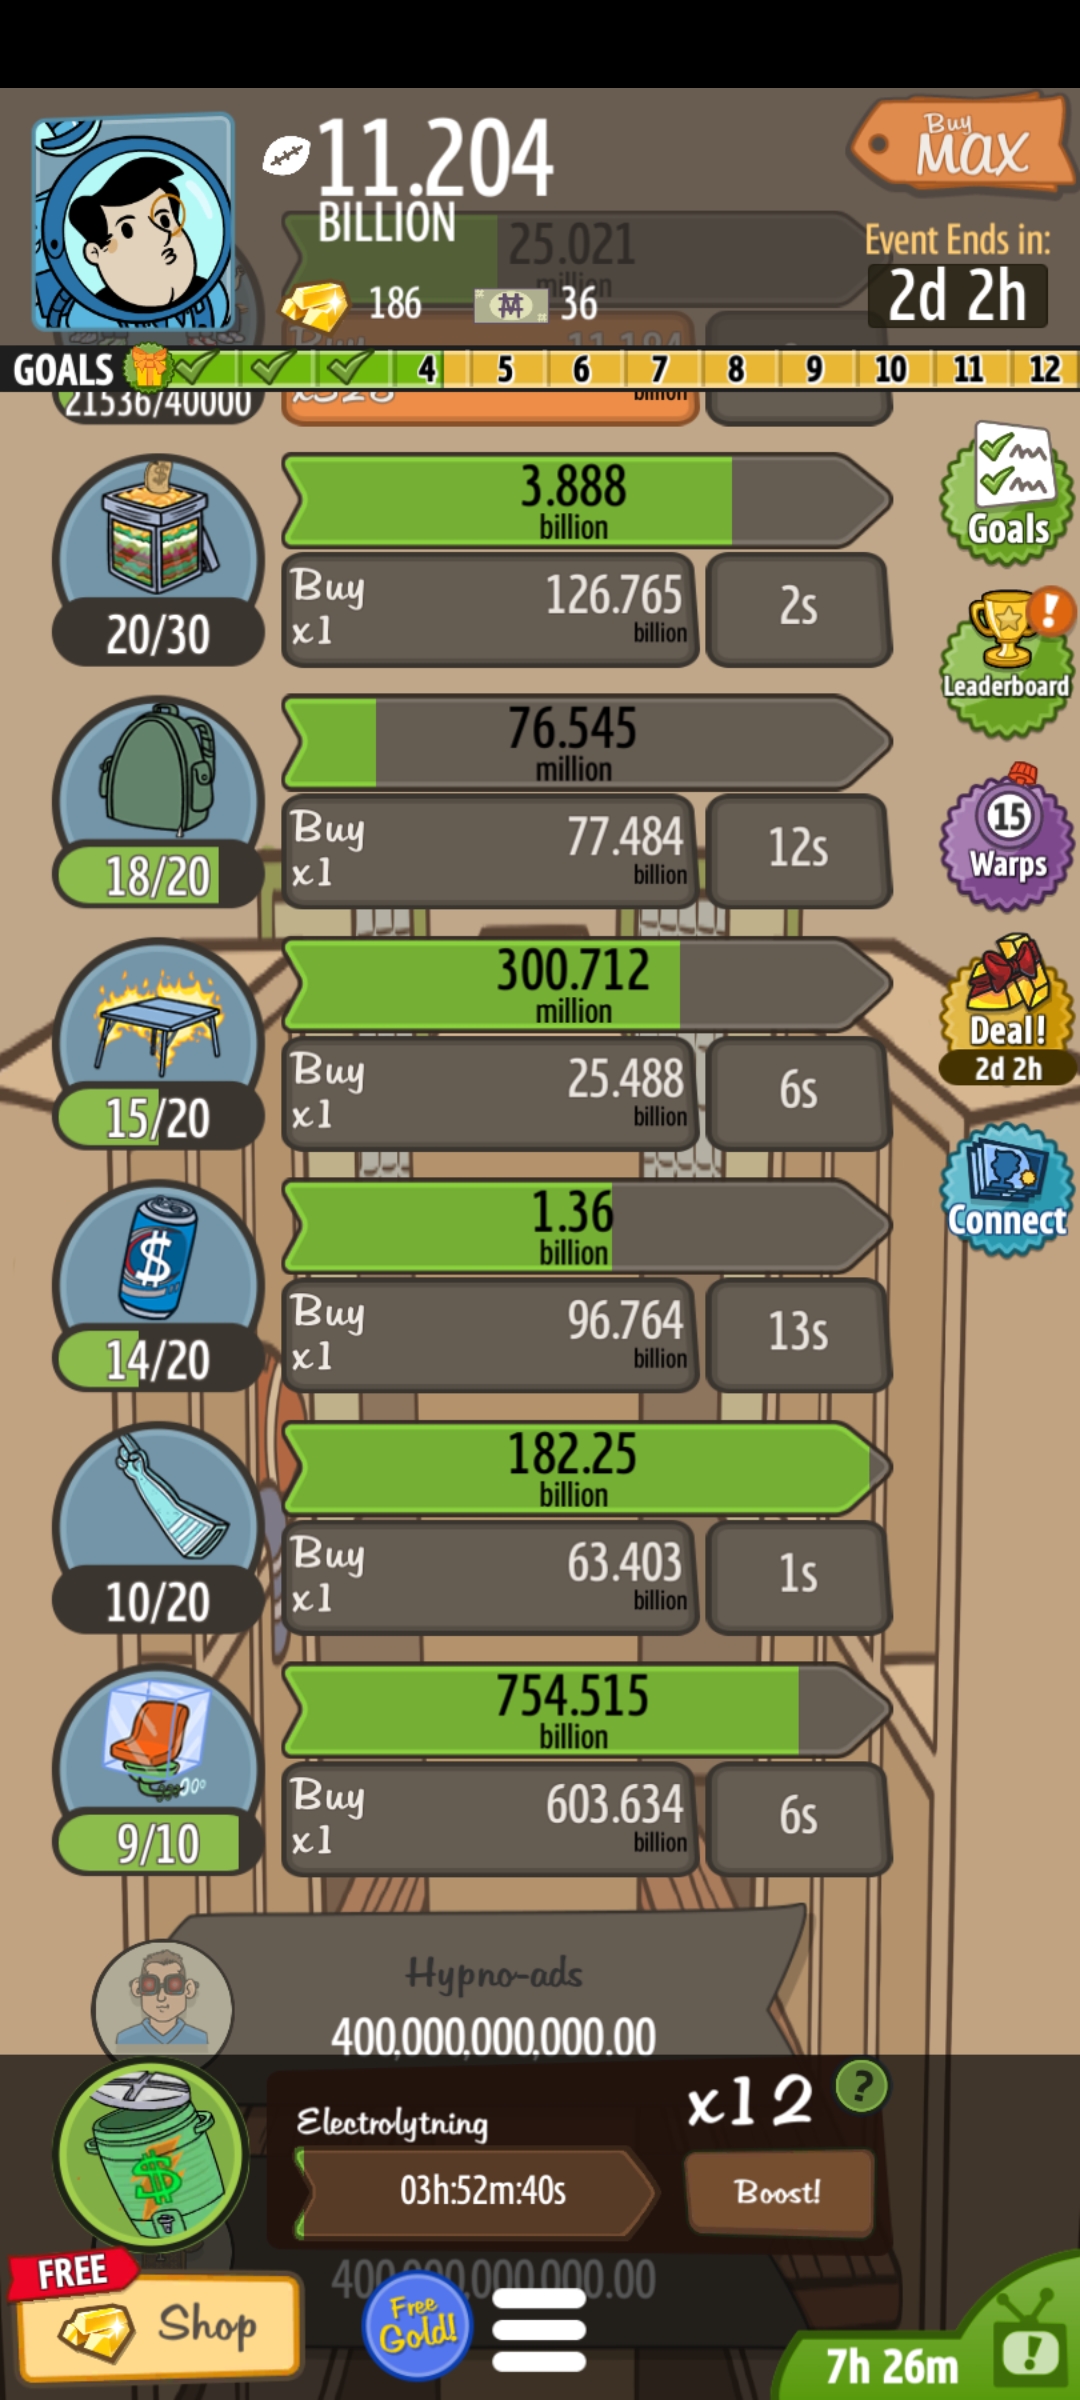 11.204
BILLION
Buy
MAX
25.021
million
Event Ends in:
2d 2h
186
36
Buy
11.184
GOALS
4
5
6
7
8
9
10
11
12
21536/40000
x328
billion
3.888
billion
Goals
Buy
x1
126.765
billion
2s
20/30
!
Leaderboard
76.545
million
15
Warps
Buy
x1
77.484
billion
12s
18/20
300.712
million
Deal!
2d 2h
Buy
x1
25.488
billion
6s
15/20
1.36
billion
$
Connect
Buy
x1
96.764
billion
13s
14/20
182.25
billion
Buy
x1
63.403
billion
1s
10/20
754.515
billion
Buy
x1
603.634
billion
6s
9/10
Hypno-ads
400,000,000,000.00
x12
?
Electrolytning
$
03h:52m:40s
Boost!
FREE
Shop
Free
Gold!
7h 26m
!